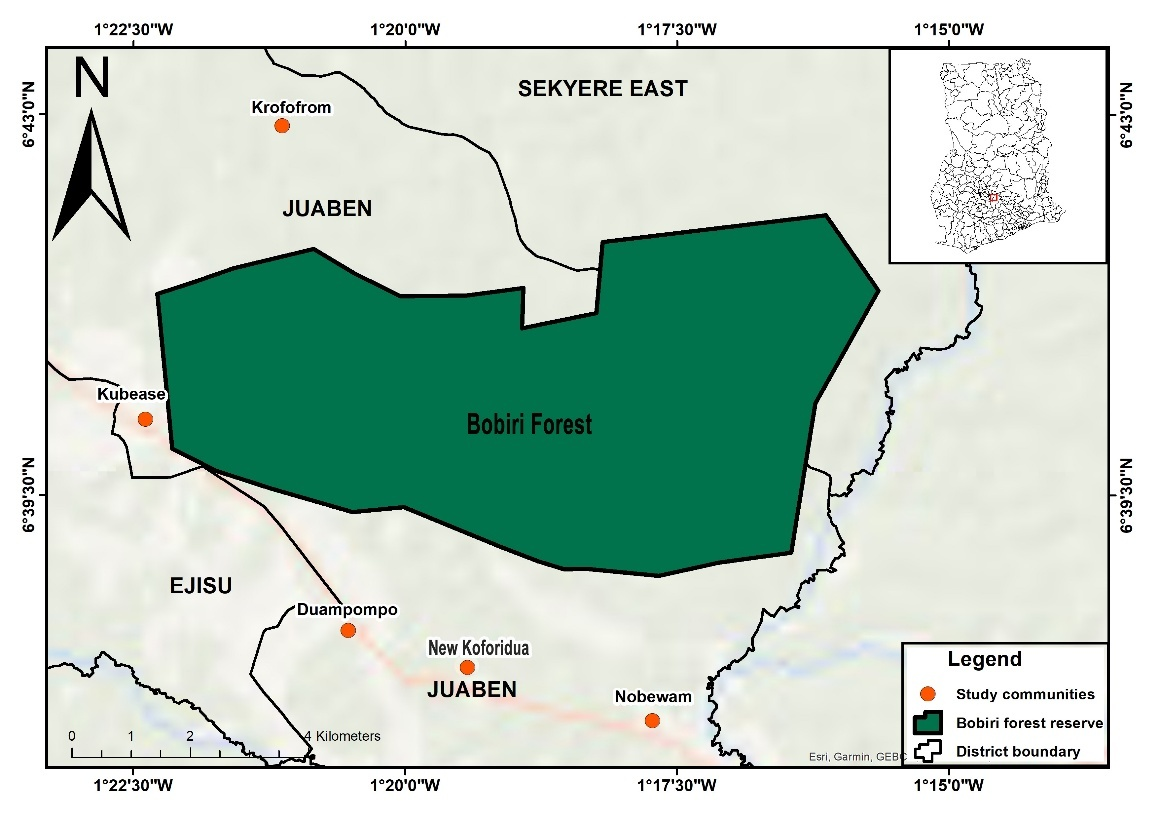 1°22'30"W 1°20'0"W 1°17'30"W 1°15'0"W
N
SEKYERE EAST
Krofofrom
6°43'0"N
6°43'0"N
JUABEN
Kubease
Bobiri Forest
6°39'30"N
6°39'30"N
EJISU
Duampompo
New Koforidua
JUABEN
Nobewam
0 1 2 4 Kilometers
Esri, Garmin, GEBC
Legend
Study communities
Bobiri forest reserve
District boundary
1°22'30"W 1°20'0"W 1°17'30"W 1°15'0"W